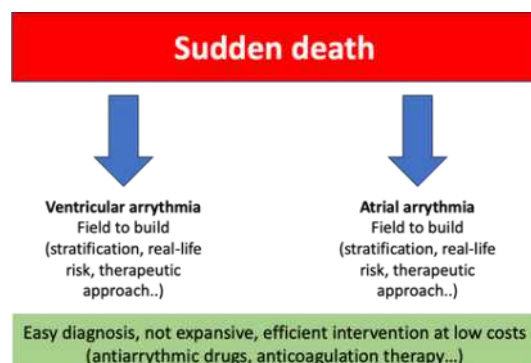 Sudden death
Ventricular arrythmia
Field to build
(stratification, real-life
risk, therapeutic
approach..)
Atrial arrythmia
Field to build
(stratification, real-life
risk, therapeutic
approach..)
Easy diagnosis, not expansive, efficient intervention at low costs
(antiarrythmic drugs, anticoagulation therapy...)